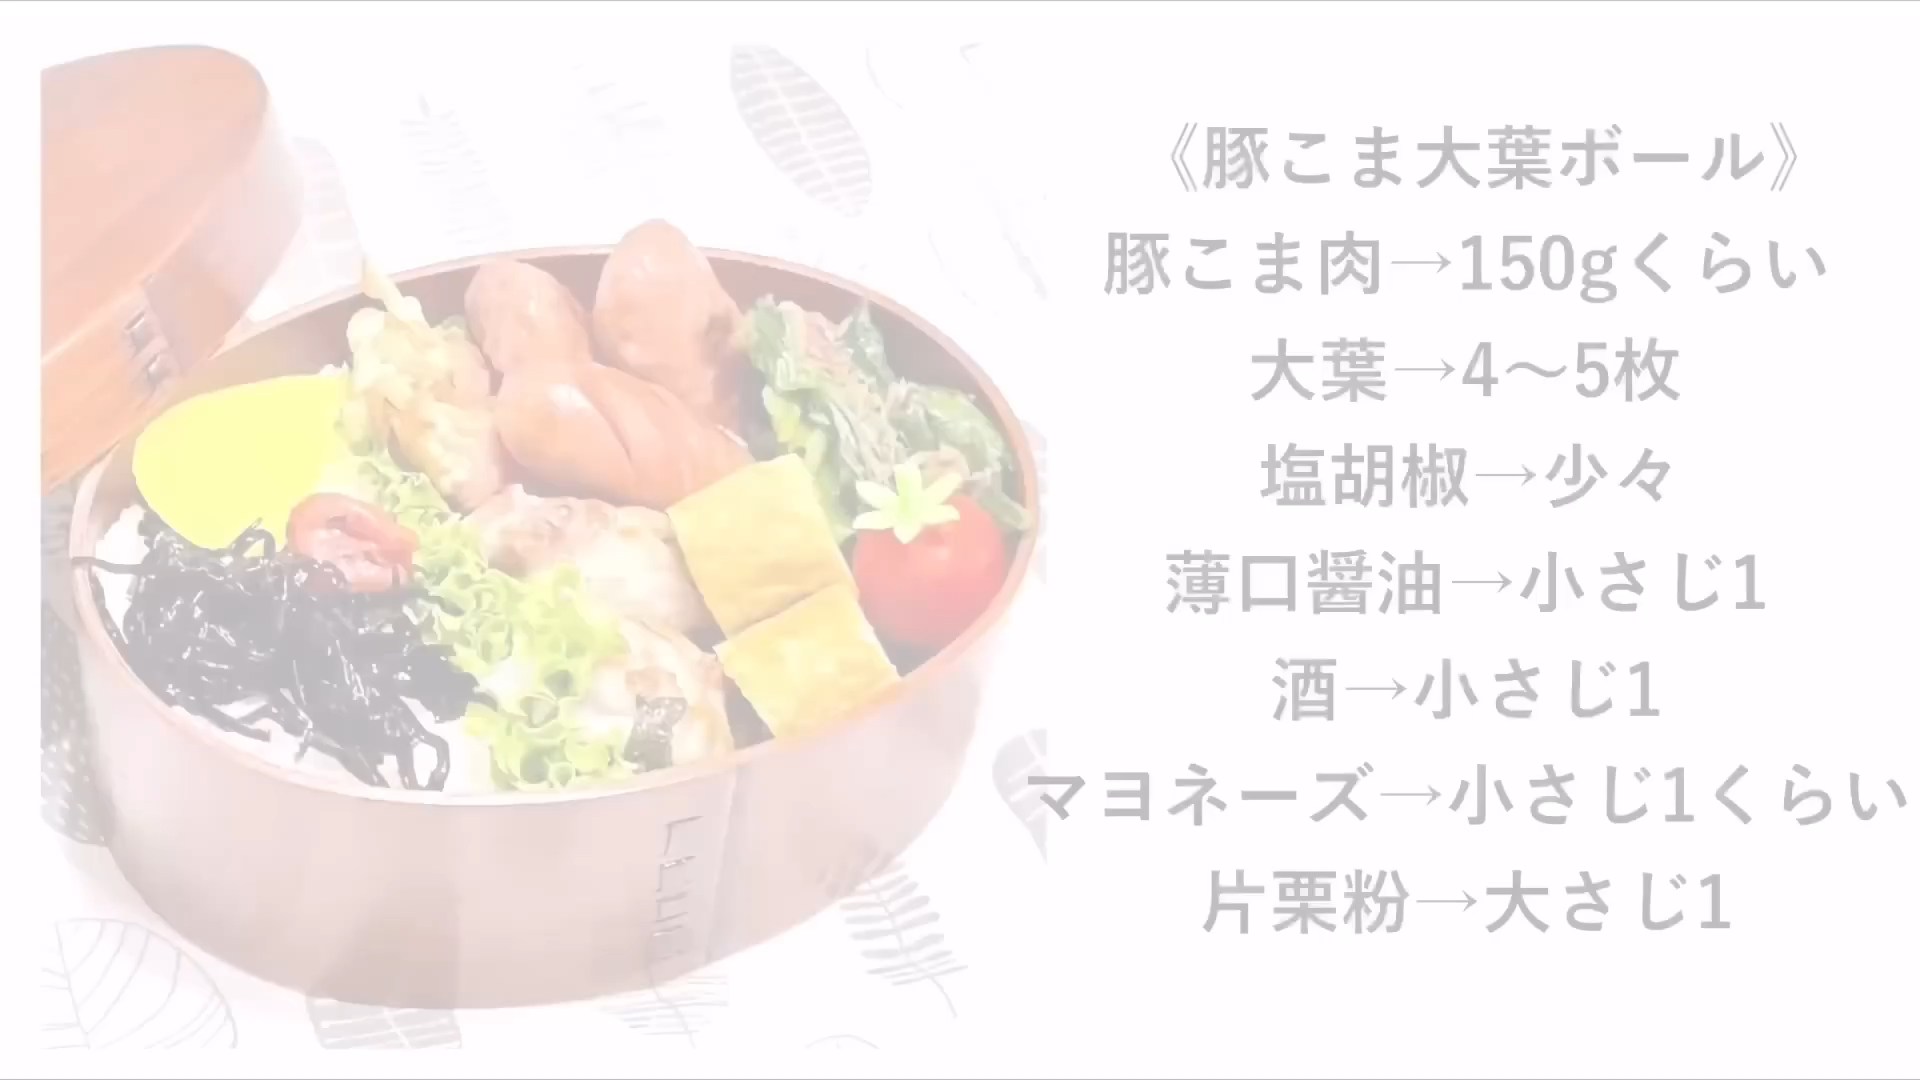 《豚こま大葉ボール》
豚こま肉→150gくらい
大葉→4〜5枚
塩胡椒→少々
薄口醤油→小さじ1
酒→小さじ1
マヨネーズ→小さじ1くらい
片栗粉→大さじ1